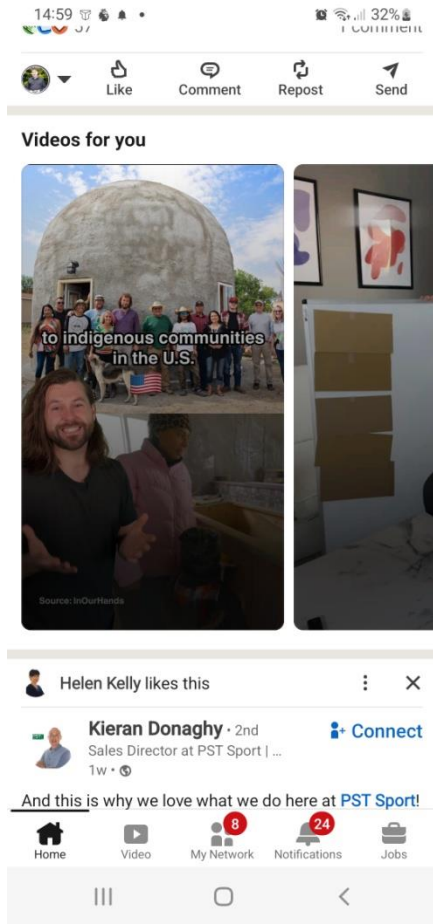 14:59
32%
57
1 comment
Like
Comment
Repost
Send
Videos for you
to indigenous communities
in the U.S.
Source: InOurHands
Helen Kelly likes this
Kieran Donaghy · 2nd
Connect
Sales Director at PST Sport | ...
1w •
And this is why we love what we do here at PST Sport!
8
24
Home
Video
My Network
Notifications
Jobs